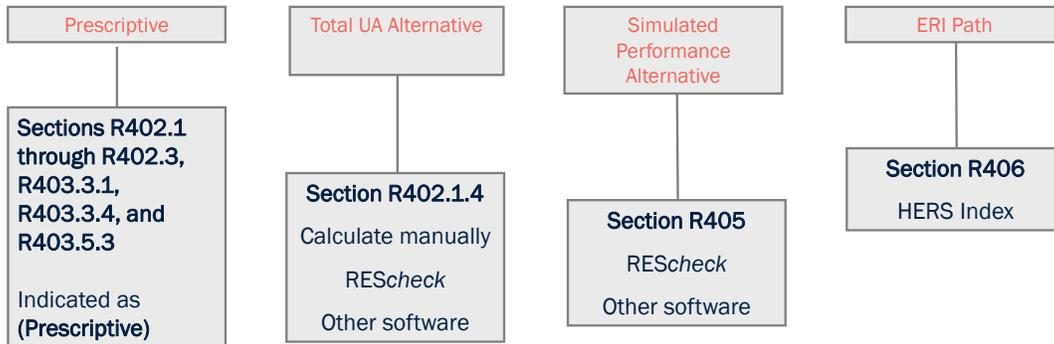 Prescriptive
Sections R402.1
through R402.3,
R403.3.1,
R403.3.4, and
R403.5.3
Indicated as
(Prescriptive)
Total UA Alternative
Section R402.1.4
Calculate manually
REScheck
Other software
Simulated
Performance
Alternative
Section R405
REScheck
Other software
ERI Path
Section R406
HERS Index